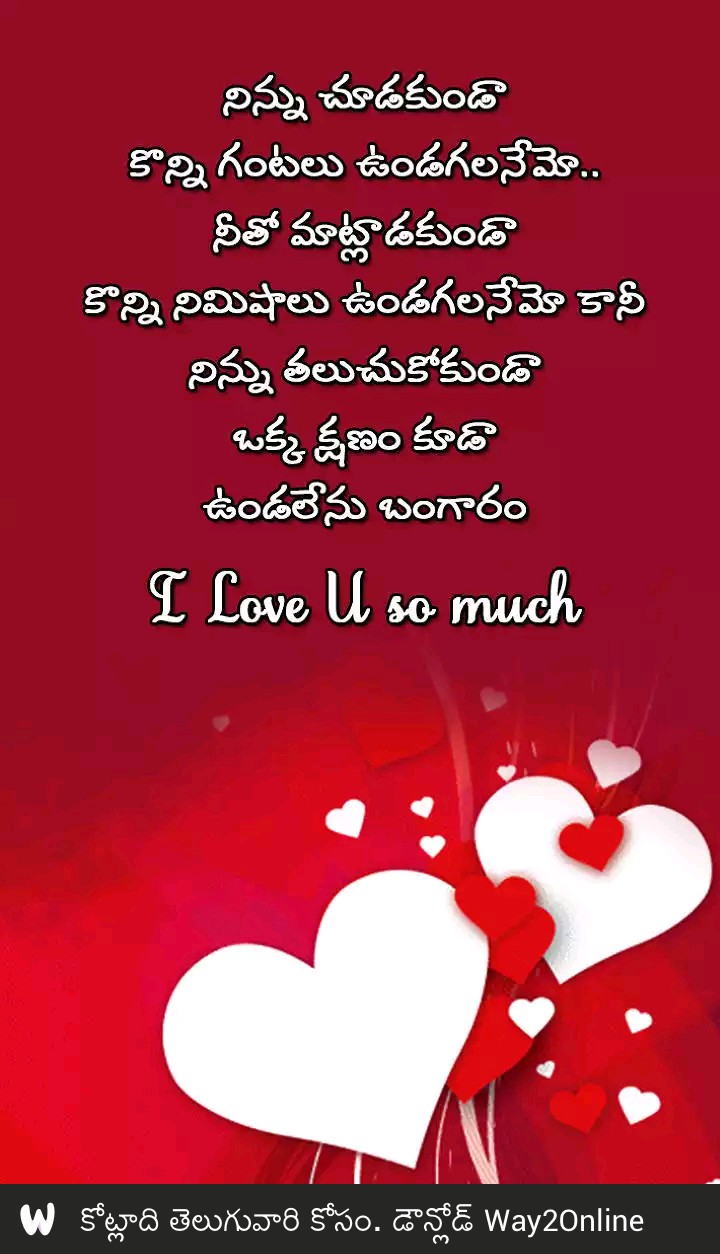 నిన్ను చూడకుండా
కొన్ని గంటలు ఉండగలనేమో..
నీతో మాట్లాడకుండా
కొన్ని నిమిషాలు ఉండగలనేమో కానీ
నిన్ను తలుచుకోకుండా
ఒక్క క్షణం కూడా
ఉండలేను బంగారం
I Love U so much
W కోట్లాది తెలుగువారి కోసం. డౌన్లోడ్ Way2Online